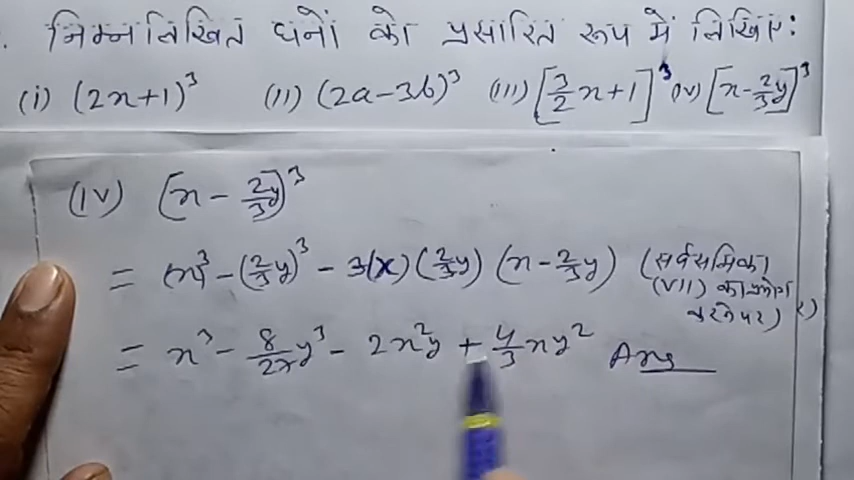 . निम्नलिखित घनों को प्रसारित रूप में लिखिए:
(i) (2x+1)³ (ii) (2a-3b)³ (iii) [3/2 x+1]³ (iv) [x-2/3 y]³
(iv) [x - 2/3 y]³
= (x)³ - (2/3 y)³ - 3(x) (2/3 y) (x - 2/3 y) (सर्वसमिका
(VII) का प्रयोग
करने पर)
= x³ - 8/27 y³ - 2x²y + 4/3 xy² Ans